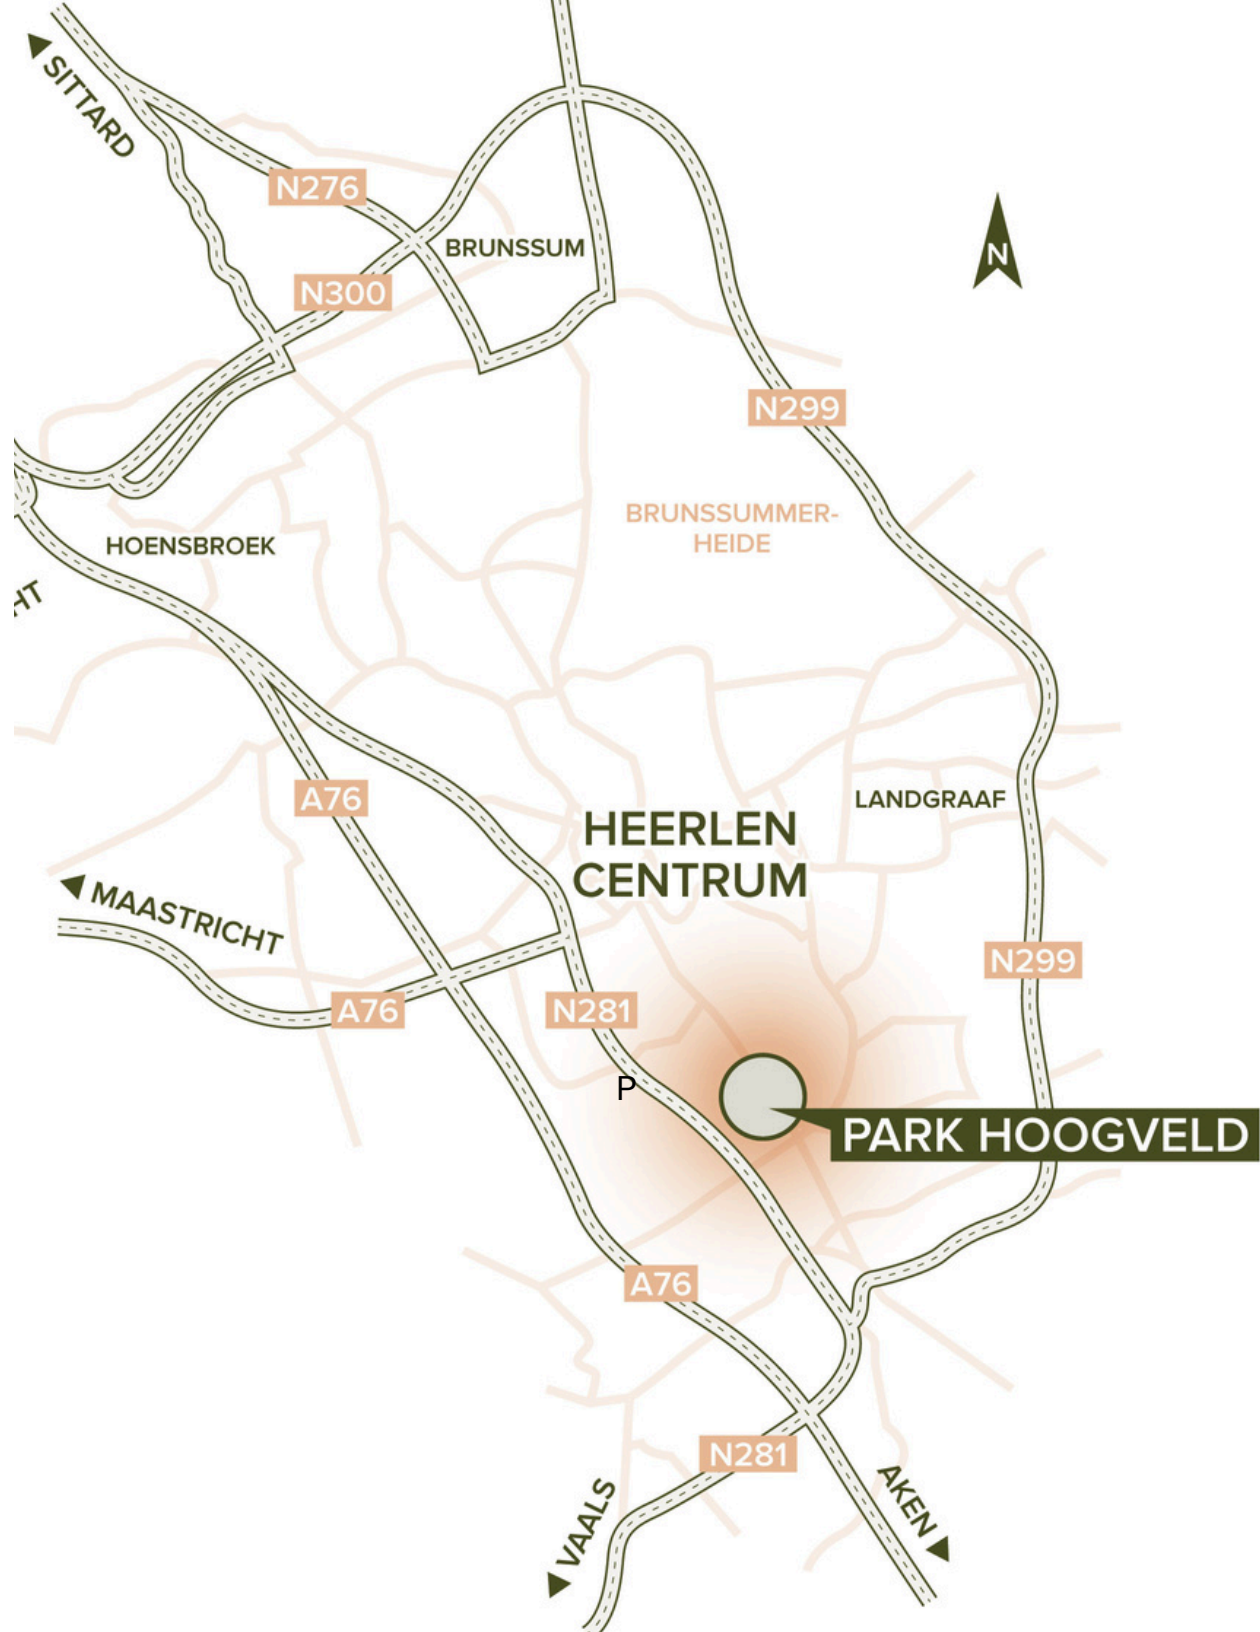 SITTARD
N276
BRUNSSUM
N
N300
N299
BRUNSSUMMER-
HEIDE
HOENSBROEK
HT
A76
LANDGRAAF
HEERLEN
CENTRUM
MAASTRICHT
N299
A76
N281
P
PARK HOOGVELD
A76
N281
VAALS
AKEN